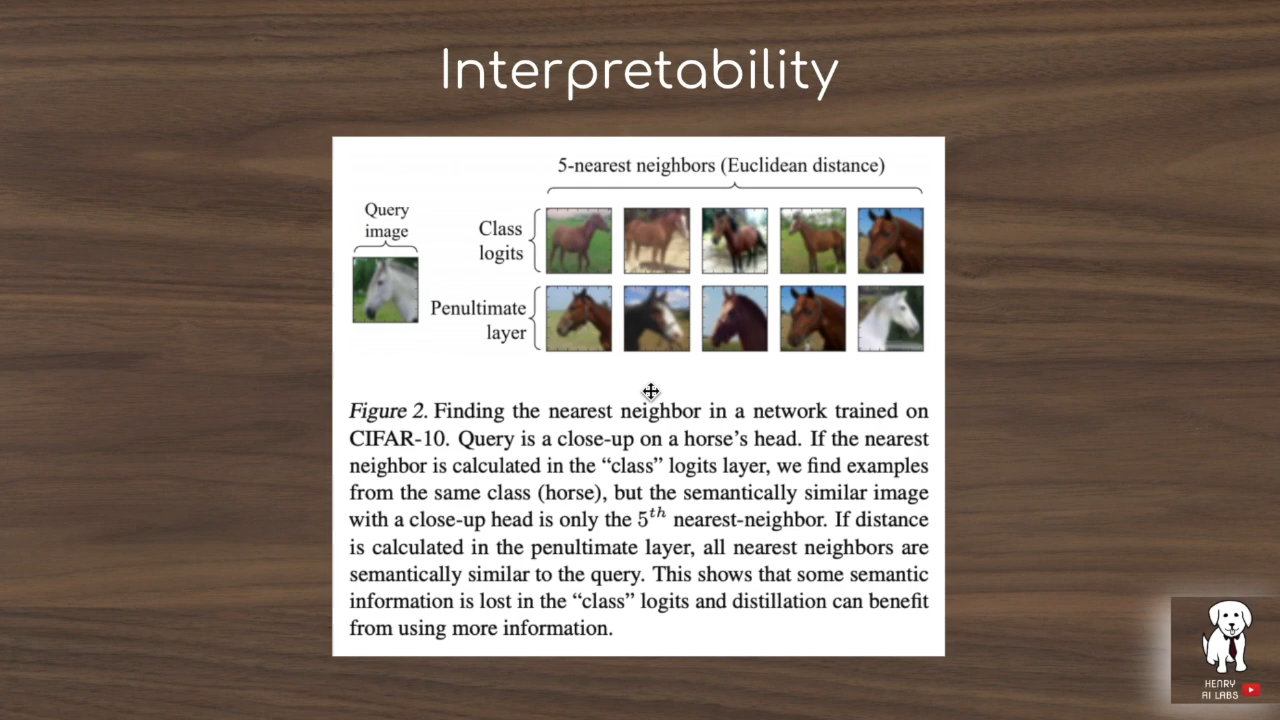 Interpretability
5-nearest neighbors (Euclidean distance)
Query
image
Class
logits
Penultimate
layer
Figure 2. Finding the nearest neighbor in a network trained on
CIFAR-10. Query is a close-up on a horse's head. If the nearest
neighbor is calculated in the “class” logits layer, we find examples
from the same class (horse), but the semantically similar image
with a close-up head is only the 5th nearest-neighbor. If distance
is calculated in the penultimate layer, all nearest neighbors are
semantically similar to the query. This shows that some semantic
information is lost in the “class” logits and distillation can benefit
from using more information.
HENRY
AI LABS